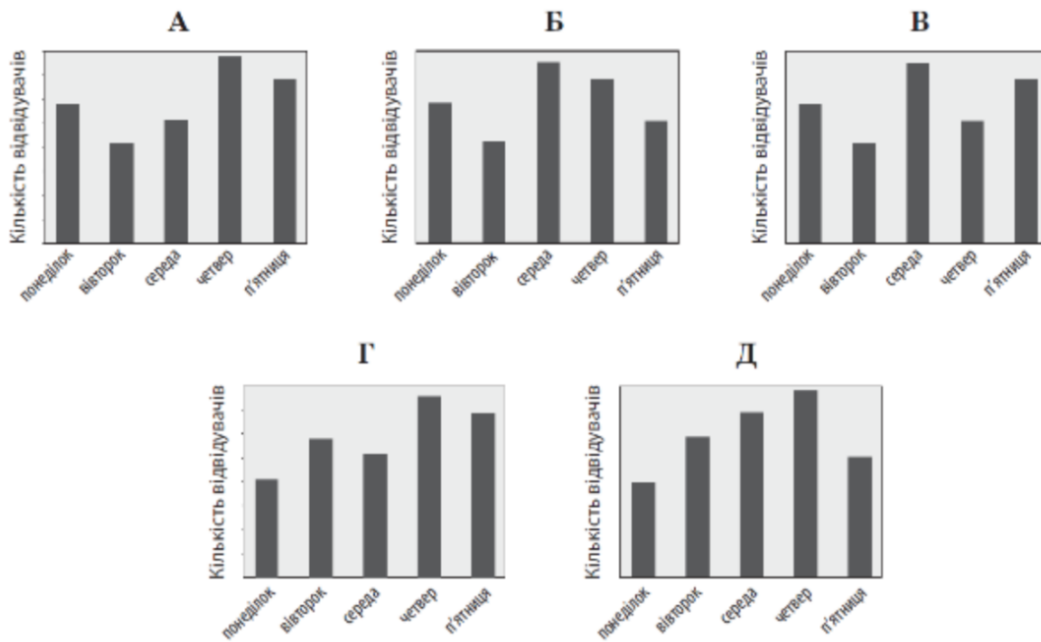 А
Кількість відвідувачів
понеділок
вівторок
середа
четвер
п'ятниця
Б
Кількість відвідувачів
понеділок
вівторок
середа
четвер
п'ятниця
В
Кількість відвідувачів
понеділок
вівторок
середа
четвер
п'ятниця
Г
Кількість відвідувачів
понеділок
вівторок
середа
четвер
п'ятниця
Д
Кількість відвідувачів
понеділок
вівторок
середа
четвер
п'ятниця